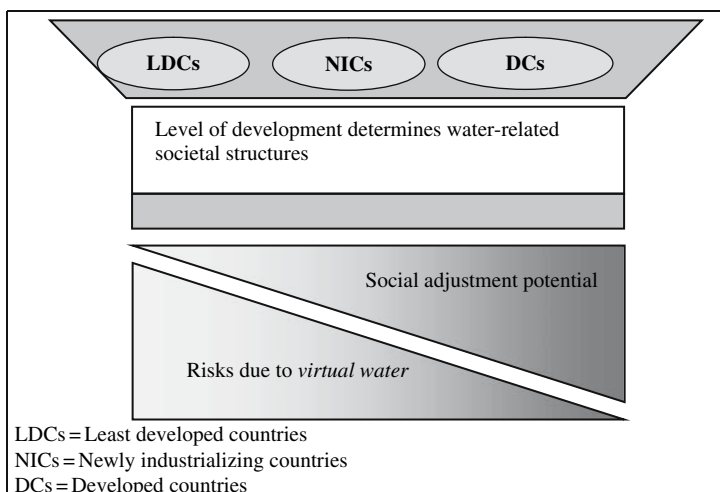 LDCs
NICs
DCs
Level of development determines water-related
societal structures
Social adjustment potential
Risks due to virtual water
LDCs = Least developed countries
NICs = Newly industrializing countries
DCs = Developed countries